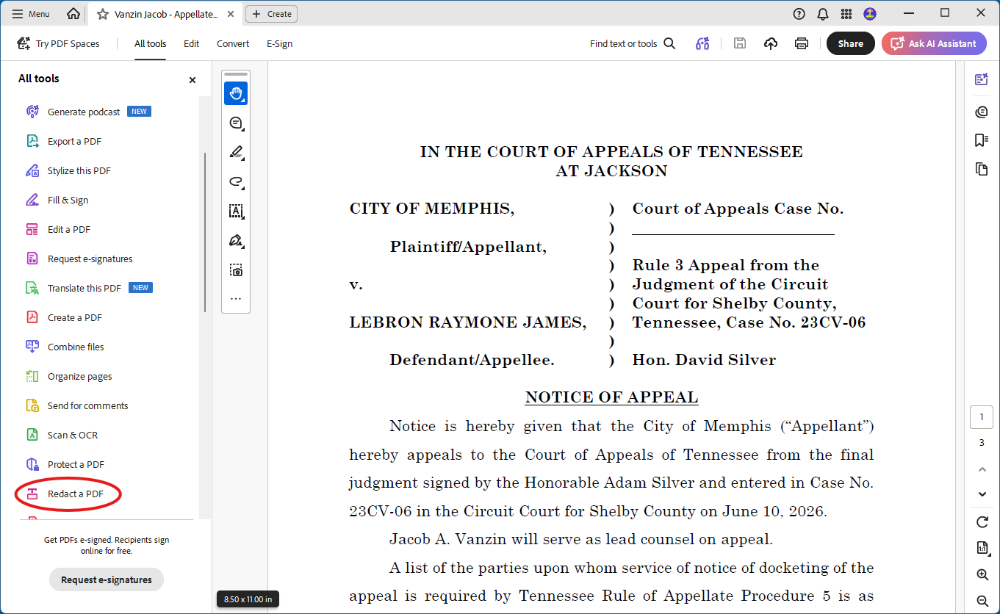 Menu
Vanzin Jacob - Appellate...
Create
Try PDF Spaces
All tools
Edit
Convert
E-Sign
Find text or tools
Share
Ask AI Assistant
All tools
Generate podcast NEW
Export a PDF
Stylize this PDF
Fill & Sign
Edit a PDF
Request e-signatures
Translate this PDF NEW
Create a PDF
Combine files
Organize pages
Send for comments
Scan & OCR
Protect a PDF
Redact a PDF
Get PDFs e-signed. Recipients sign
online for free.
Request e-signatures
8.50 x 11.00 in
IN THE COURT OF APPEALS OF TENNESSEE
AT JACKSON
CITY OF MEMPHIS, ) Court of Appeals Case No.
)
Plaintiff/Appellant, )
) Rule 3 Appeal from the
v. ) Judgment of the Circuit
) Court for Shelby County,
LEBRON RAYMONE JAMES, ) Tennessee, Case No. 23CV-06
)
Defendant/Appellee. ) Hon. David Silver
NOTICE OF APPEAL
Notice is hereby given that the City of Memphis (“Appellant”)
hereby appeals to the Court of Appeals of Tennessee from the final
judgment signed by the Honorable Adam Silver and entered in Case No.
23CV-06 in the Circuit Court for Shelby County on June 10, 2026.
Jacob A. Vanzin will serve as lead counsel on appeal.
A list of the parties upon whom service of notice of docketing of the
appeal is required by Tennessee Rule of Appellate Procedure 5 is as
1
3
1:1